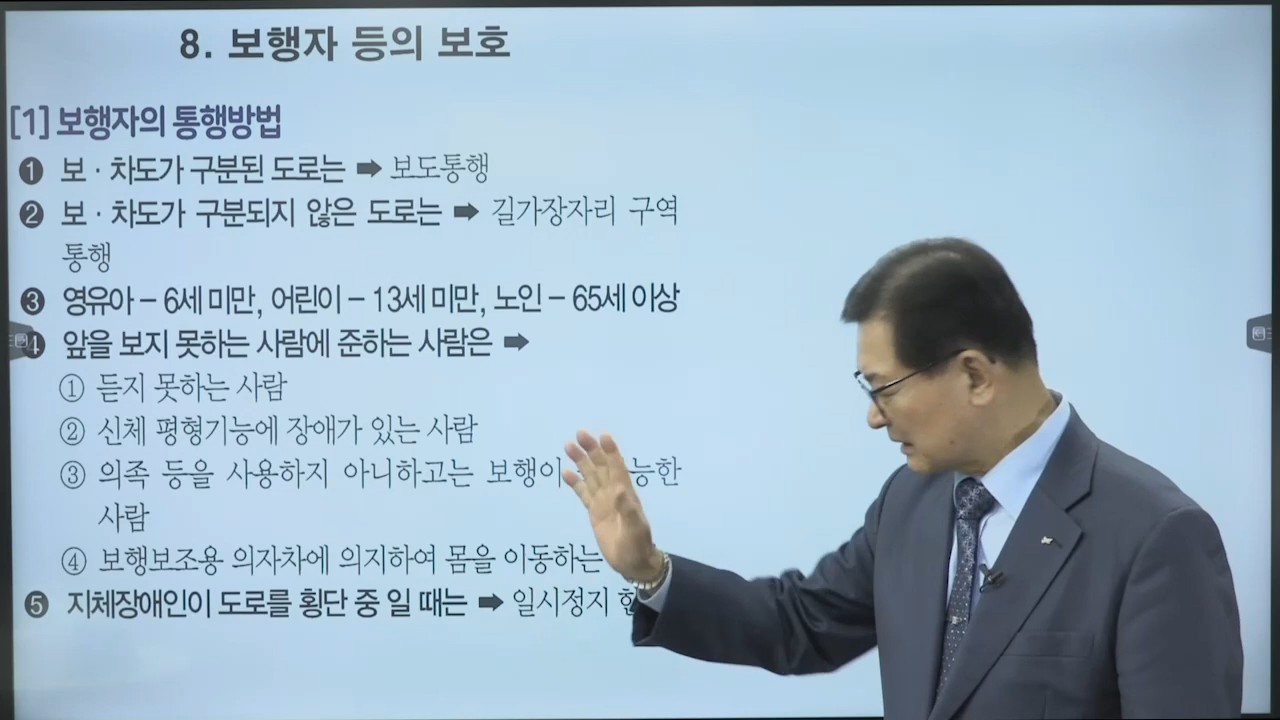 8. 보행자 등의 보호
[1] 보행자의 통행방법
❶ 보 · 차도가 구분된 도로는 ➡ 보도통행
❷ 보 · 차도가 구분되지 않은 도로는 ➡ 길가장자리 구역
통행
❸ 영유아 – 6세 미만, 어린이 – 13세 미만, 노인 – 65세 이상
❹ 앞을 보지 못하는 사람에 준하는 사람은 ➡
① 듣지 못하는 사람
② 신체 평형기능에 장애가 있는 사람
③ 의족 등을 사용하지 아니하고는 보행이 능한
사람
④ 보행보조용 의자차에 의지하여 몸을 이동하는
❺ 지체장애인이 도로를 횡단 중 일 때는 ➡ 일시정지